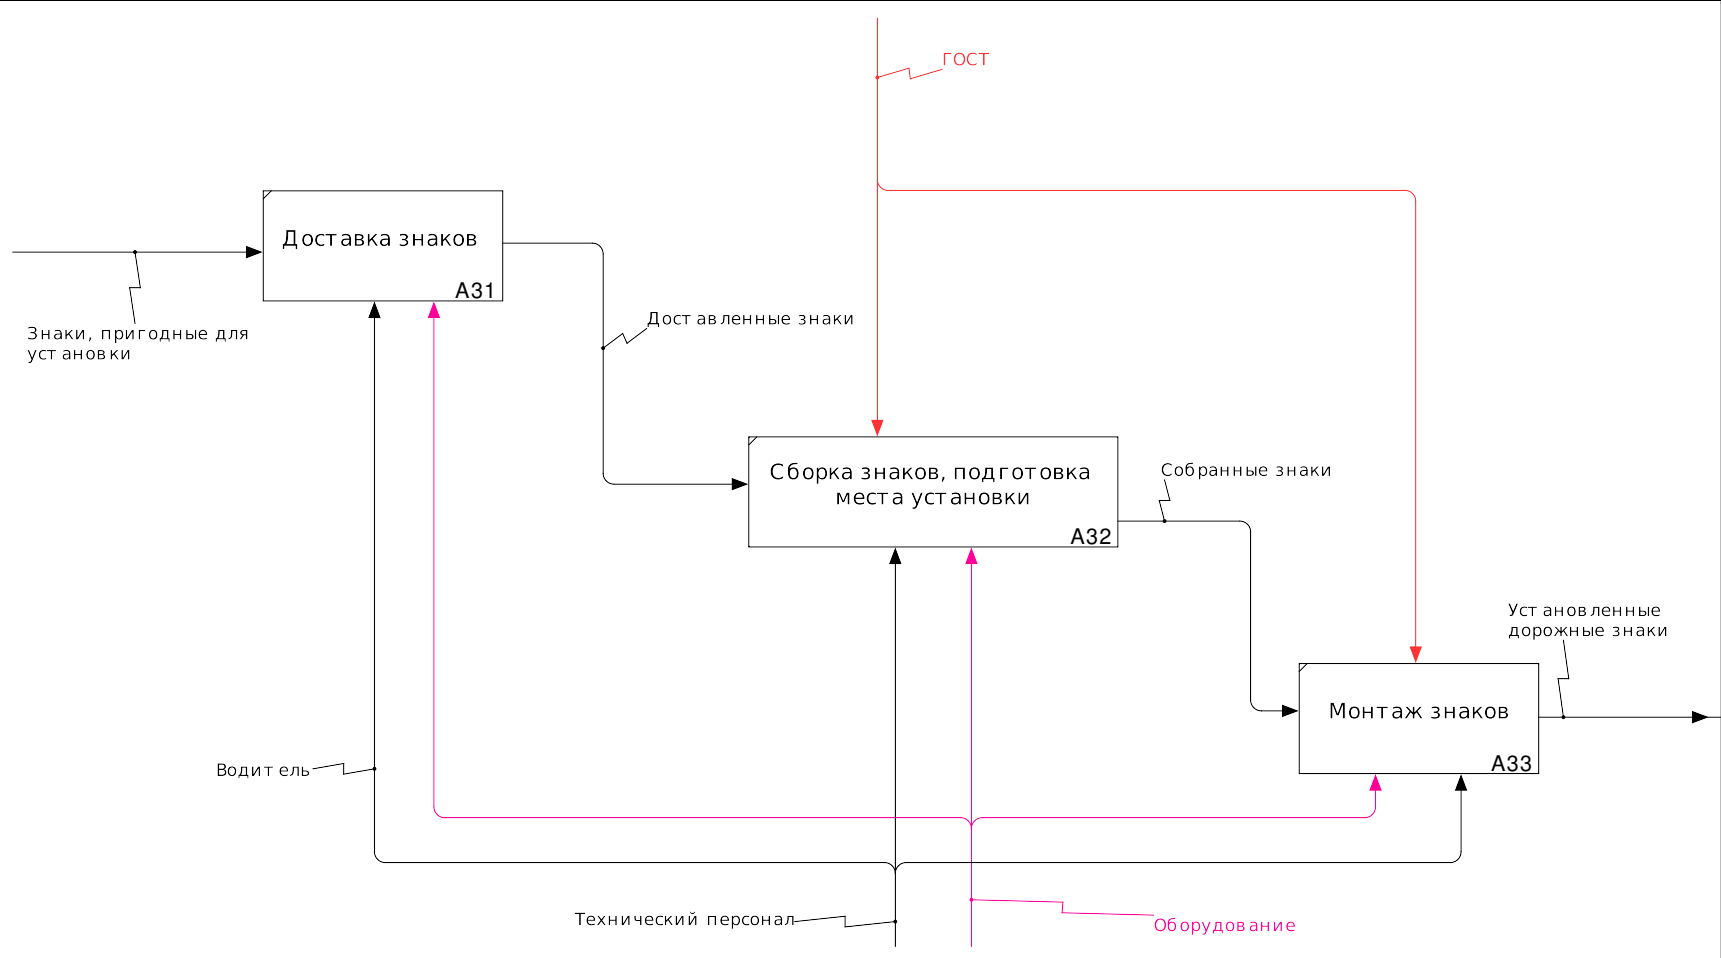 ГОСТ
Доставка знаков
A31
Знаки, пригодные для
установки
Доставленные знаки
Сборка знаков, подготовка
места установки
A32
Собранные знаки
Установленные
дорожные знаки
Монтаж знаков
A33
Водитель
Технический персонал
Оборудование